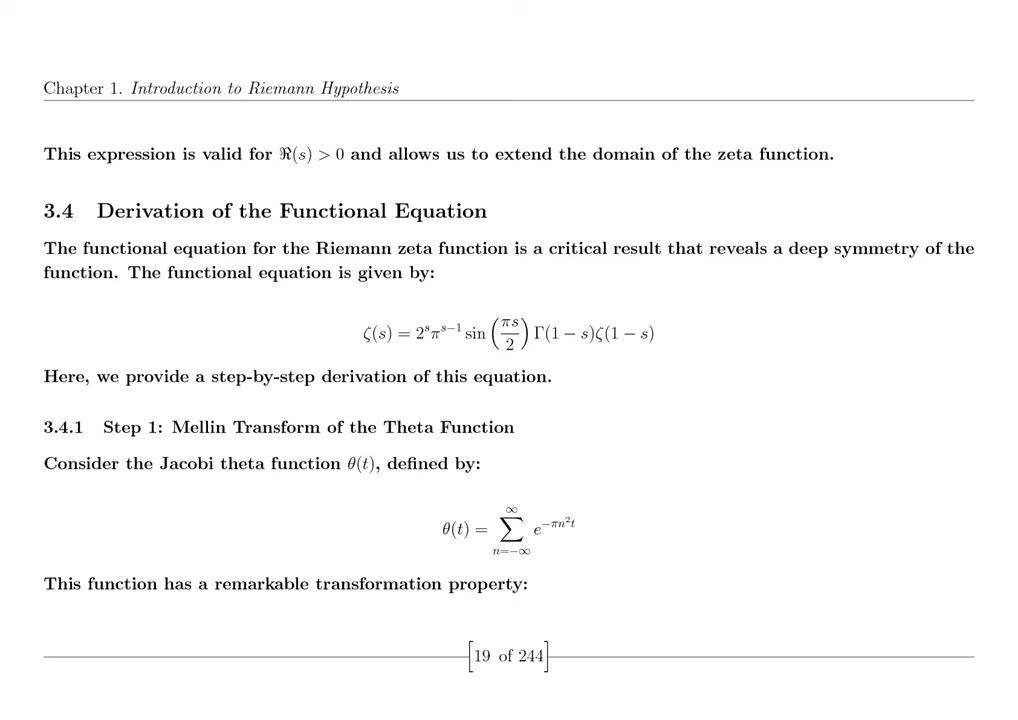 Chapter 1. Introduction to Riemann Hypothesis
This expression is valid for ℜ(s) > 0 and allows us to extend the domain of the zeta function.
3.4 Derivation of the Functional Equation
The functional equation for the Riemann zeta function is a critical result that reveals a deep symmetry of the
function. The functional equation is given by:
ζ(s) = 2^s π^{s−1} sin (πs/2) Γ(1 − s)ζ(1 − s)
Here, we provide a step-by-step derivation of this equation.
3.4.1 Step 1: Mellin Transform of the Theta Function
Consider the Jacobi theta function θ(t), defined by:
θ(t) = ∑_{n=−∞}^{∞} e^{−πn²t}
This function has a remarkable transformation property:
[19 of 244]